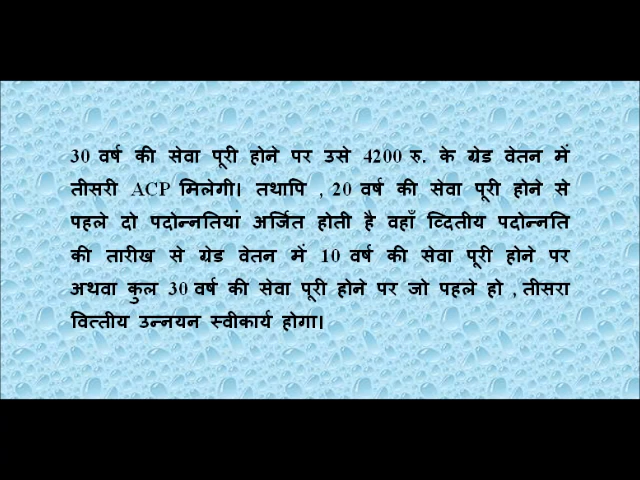 30 वर्ष की सेवा पूरी होने पर उसे 4200 रु. के ग्रेड वेतन में
तीसरी ACP मिलेगी। तथापि , 20 वर्ष की सेवा पूरी होने से
पहले दो पदोन्नतियां अर्जित होती है वहाँ व्दितीय पदोन्नति
की तारीख से ग्रेड वेतन में 10 वर्ष की सेवा पूरी होने पर
अथवा कुल 30 वर्ष की सेवा पूरी होने पर जो पहले हो , तीसरा
वित्तीय उन्नयन स्वीकार्य होगा।